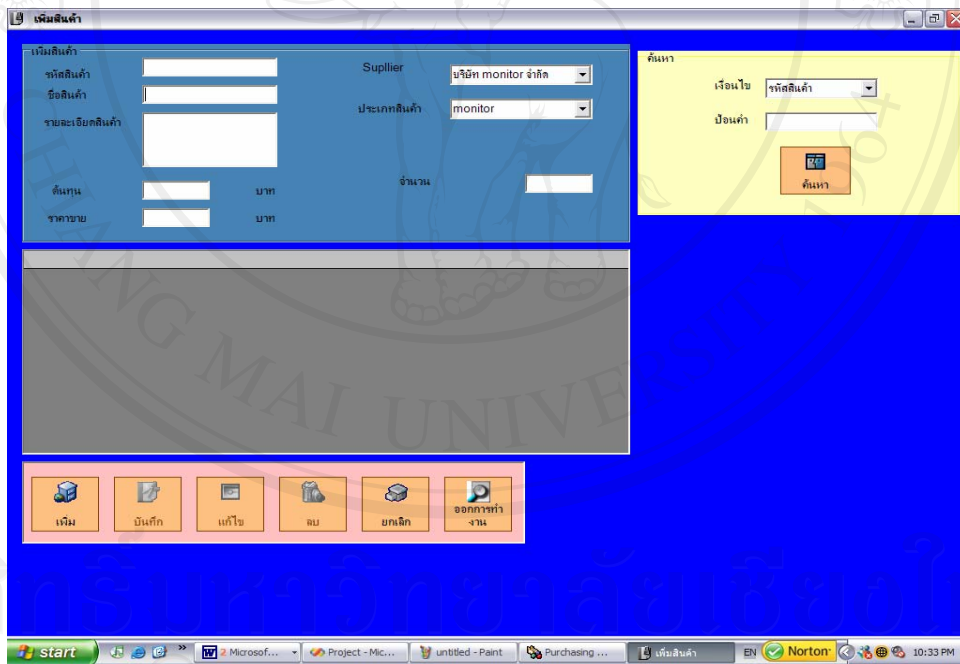 เพิ่มสินค้า
เพิ่มสินค้า
รหัสสินค้า
ชื่อสินค้า
รายละเอียดสินค้า
ต้นทุน บาท
ราคาขาย บาท
Supllier บริษัท monitor จำกัด
ประเภทสินค้า monitor
จำนวน
ค้นหา
เงื่อนไข รหัสสินค้า
ป้อนคำ
ค้นหา
เพิ่ม บันทึก แก้ไข ลบ ยกเลิก ออกการทำ
งาน
CHIANG MAI UNIVERSITY 1964
start » 2 Microsof... Project - Mic... untitled - Paint Purchasing ... เพิ่มสินค้า EN Norton 10:33 PM